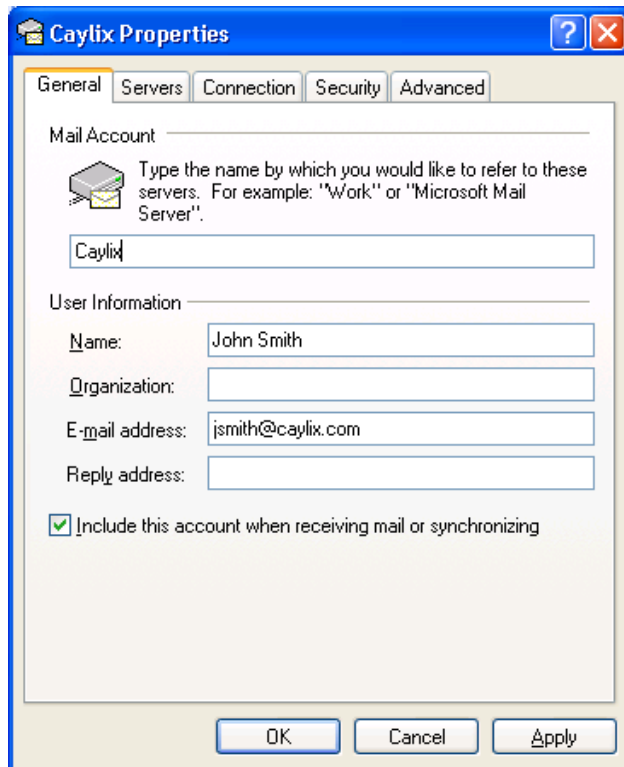 Caylix Properties
General Servers Connection Security Advanced
Mail Account
Type the name by which you would like to refer to these
servers.  For example: "Work" or "Microsoft Mail
Server".
Caylix
User Information
Name: John Smith
Organization:
E-mail address: jsmith@caylix.com
Reply address:
Include this account when receiving mail or synchronizing
OK Cancel Apply